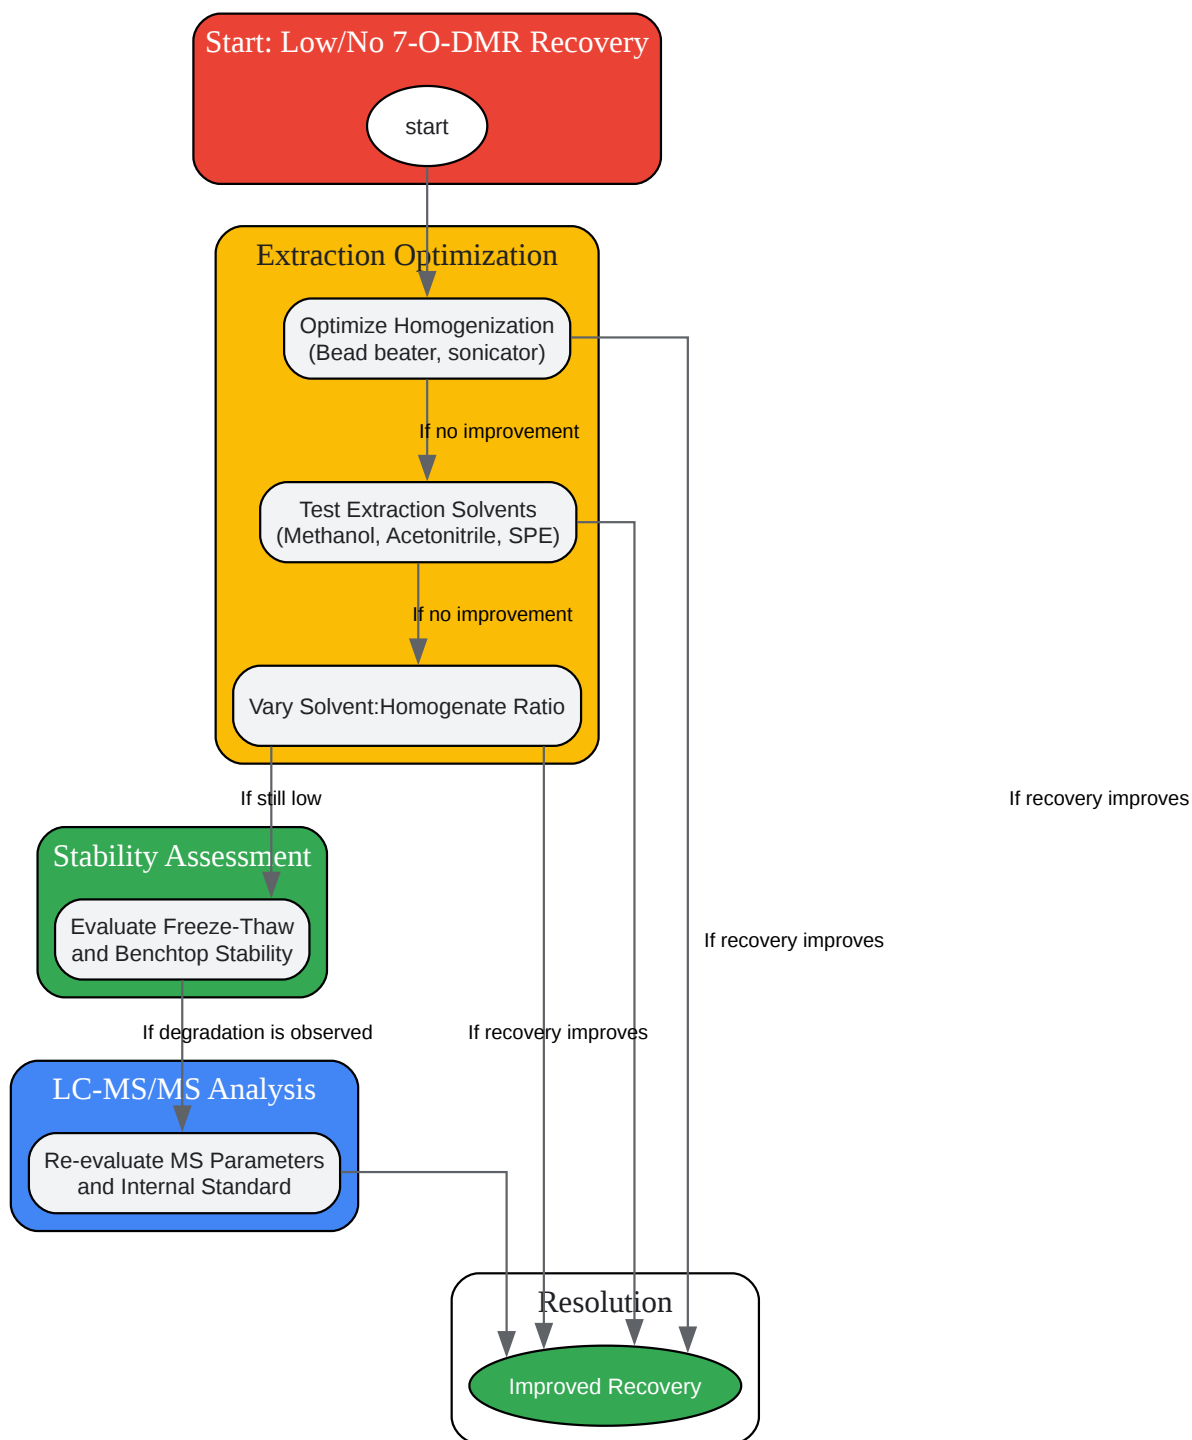 Start: Low/No 7-O-DMR Recovery
start
Extraction Optimization
Optimize Homogenization
(Bead beater, sonicator)
If no improvement
Test Extraction Solvents
(Methanol, Acetonitrile, SPE)
If no improvement
Vary Solvent:Homogenate Ratio
If still low
If recovery improves
Stability Assessment
Evaluate Freeze-Thaw
and Benchtop Stability
If recovery improves
If degradation is observed
If recovery improves
LC-MS/MS Analysis
Re-evaluate MS Parameters
and Internal Standard
Resolution
Improved Recovery